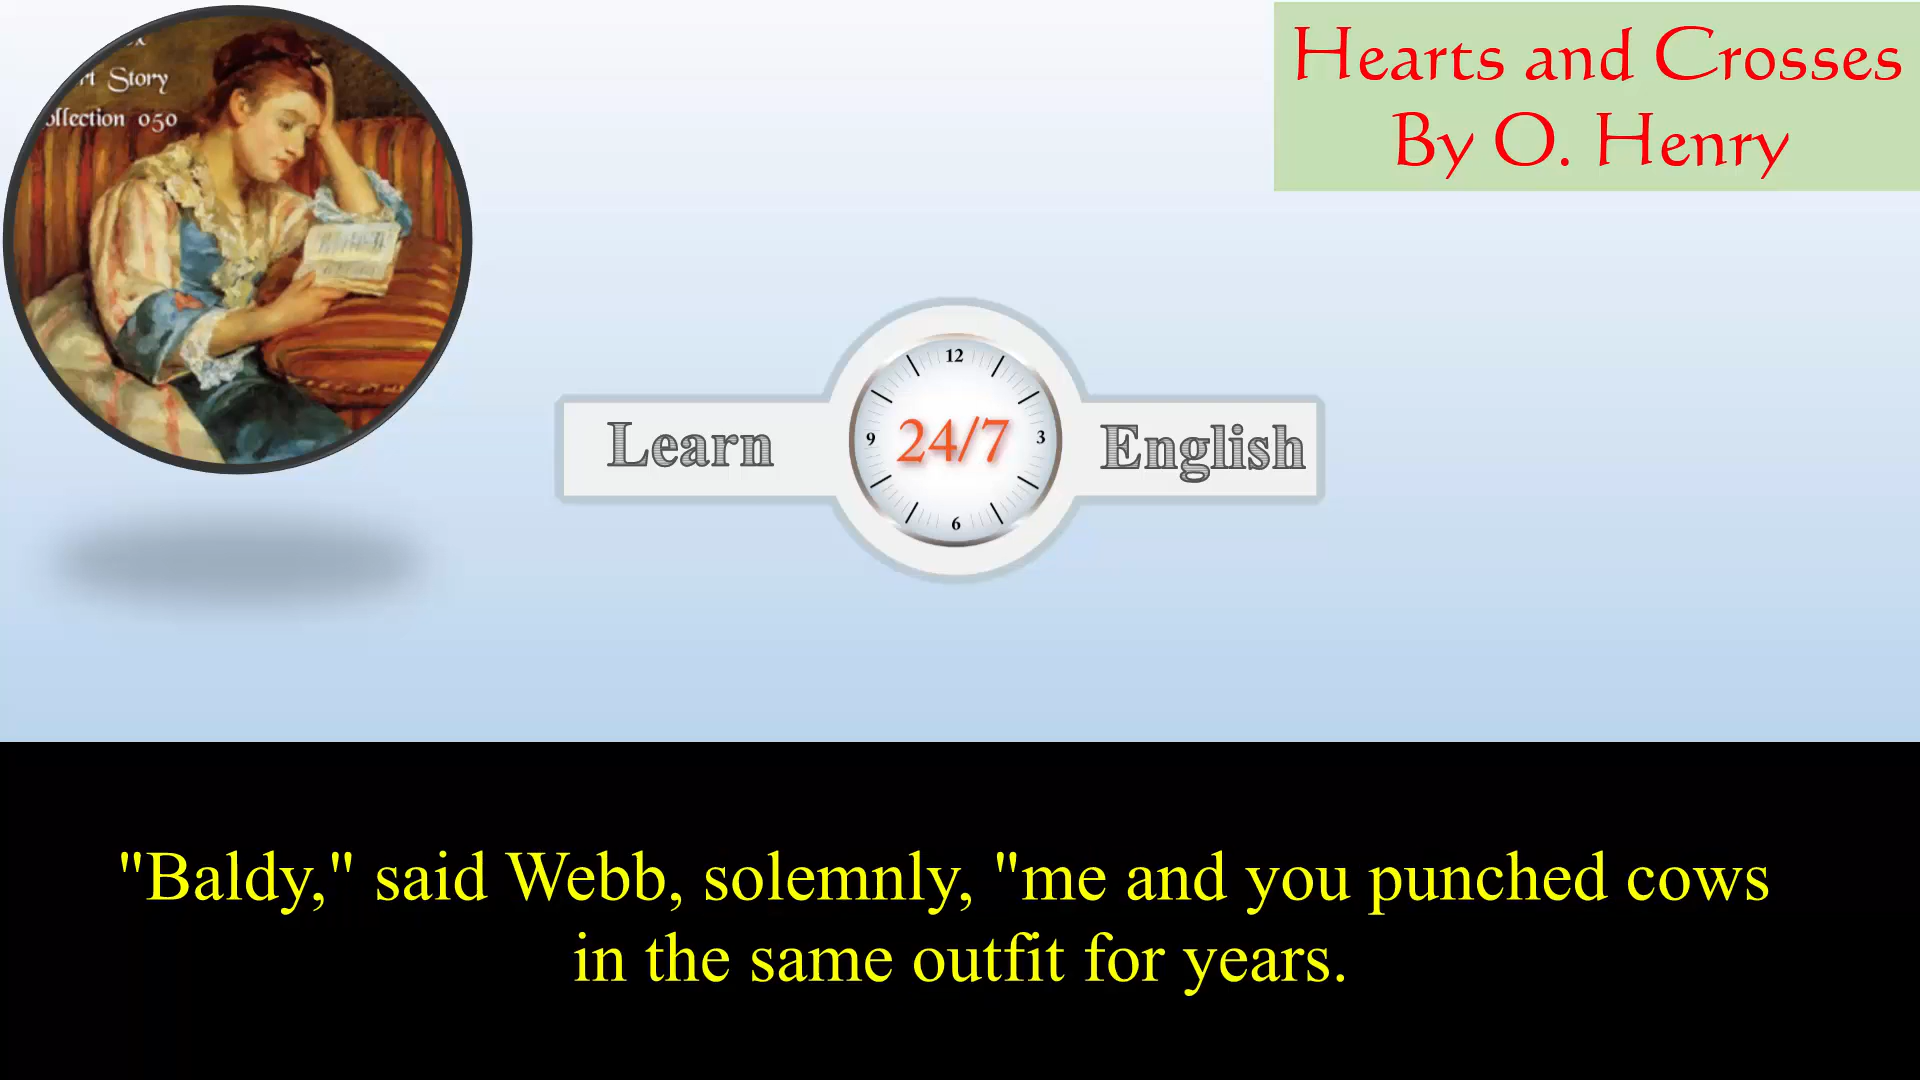 Story
ollection 050
Hearts and Crosses
By O. Henry
12
9
3
6
Learn
24/7
English
"Baldy," said Webb, solemnly, "me and you punched cows
in the same outfit for years.